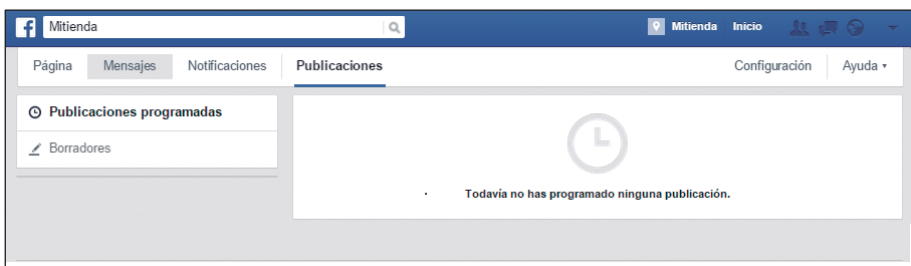 f Mitienda Mitienda Inicio
Página Mensajes Notificaciones Publicaciones Configuración Ayuda
Publicaciones programadas
Borradores
Todavía no has programado ninguna publicación.